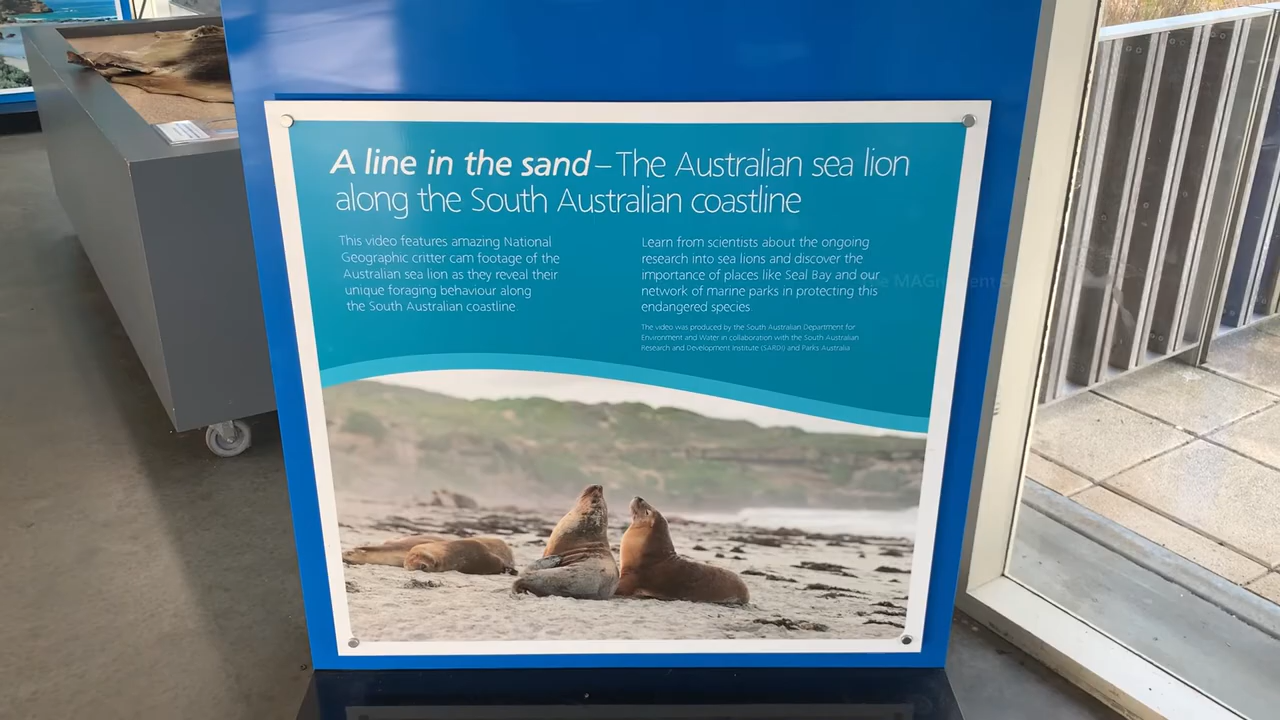 A line in the sand – The Australian sea lion
along the South Australian coastline
This video features amazing National
Geographic critter cam footage of the
Australian sea lion as they reveal their
unique foraging behaviour along
the South Australian coastline.
Learn from scientists about the ongoing
research into sea lions and discover the
importance of places like Seal Bay and our
network of marine parks in protecting this
endangered species.
The video was produced by the South Australian Department for
Environment and Water in collaboration with the South Australian
Research and Development Institute (SARDI) and Parks Australia.